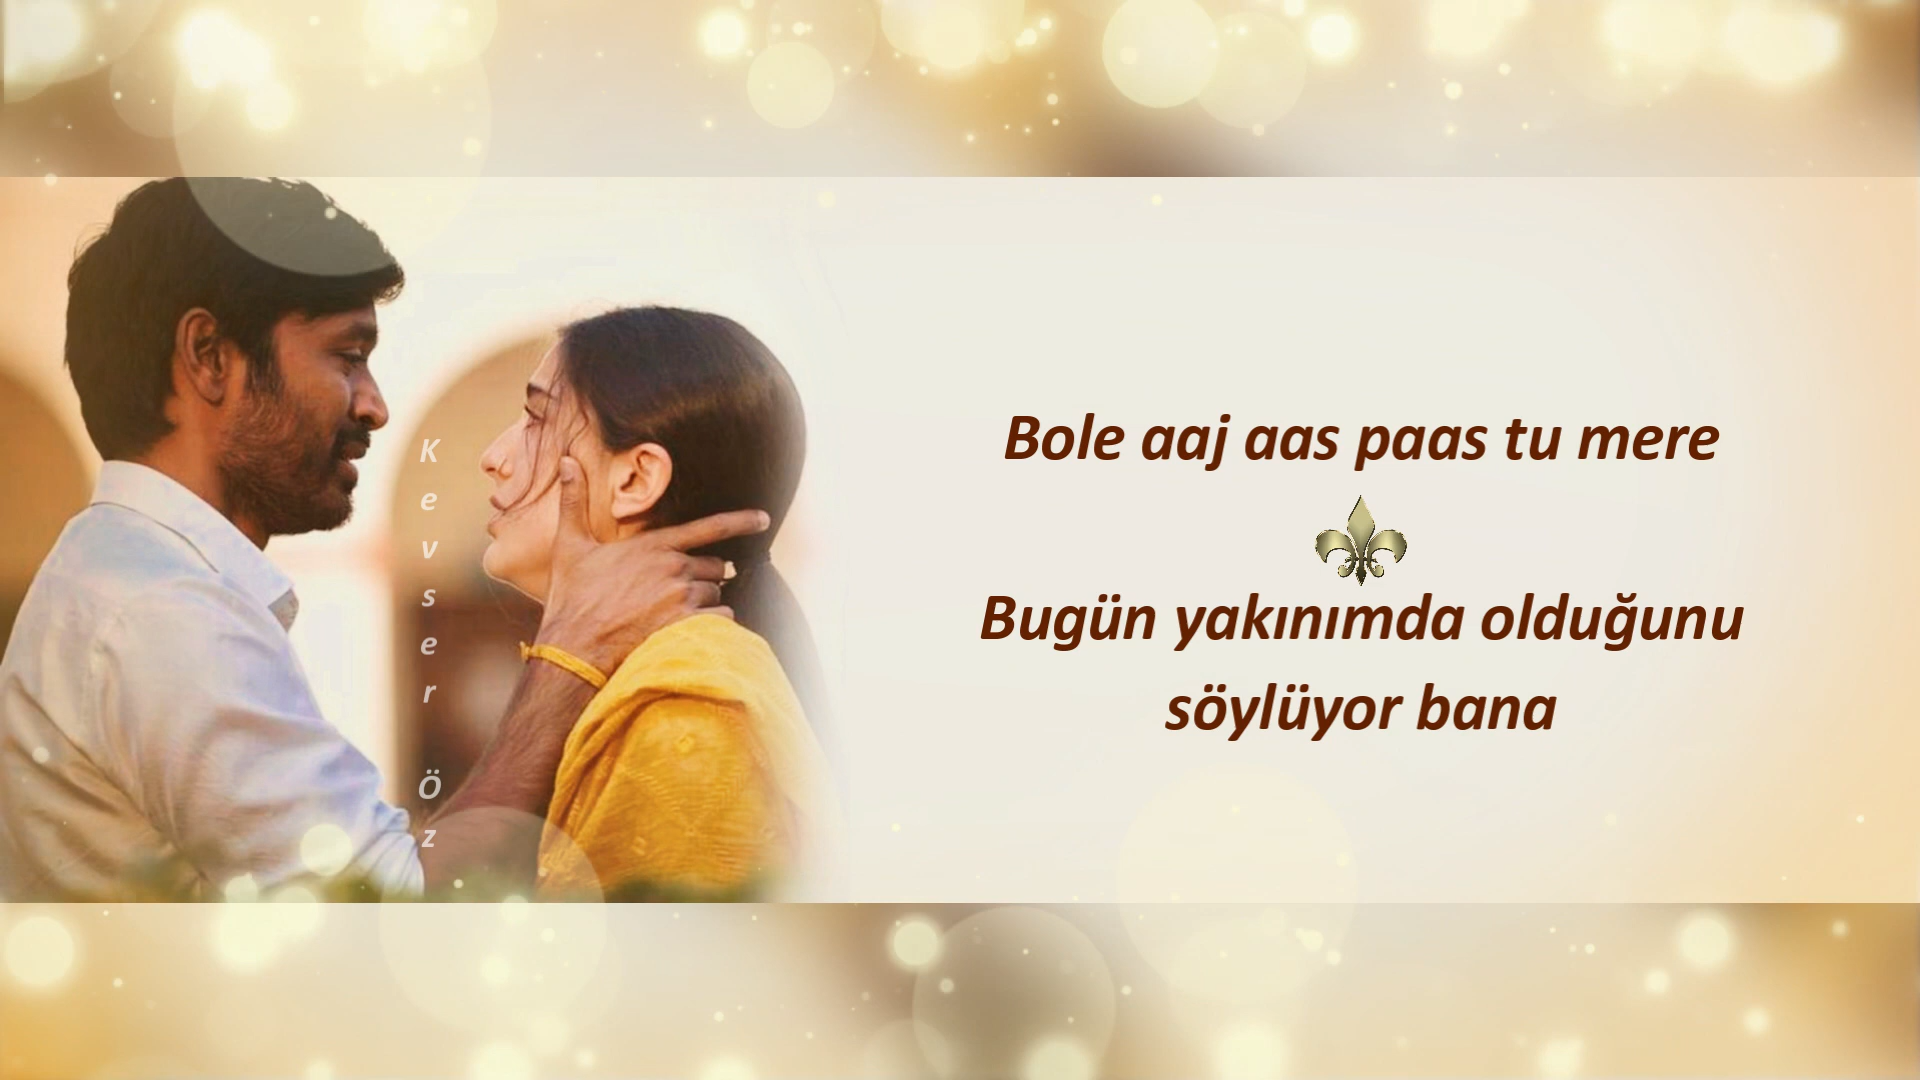 Bole aaj aas paas tu mere
Bugün yakınımda olduğunu
söylüyor bana
Kevser Öz